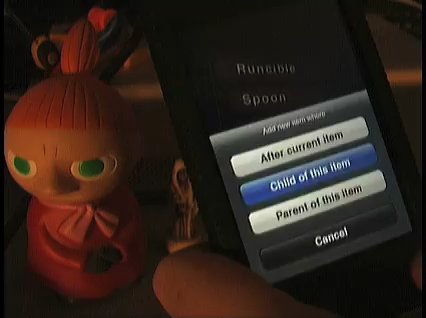 Runcible
Spoon
Add new item where
After current item
Child of this item
Parent of this item
Cancel